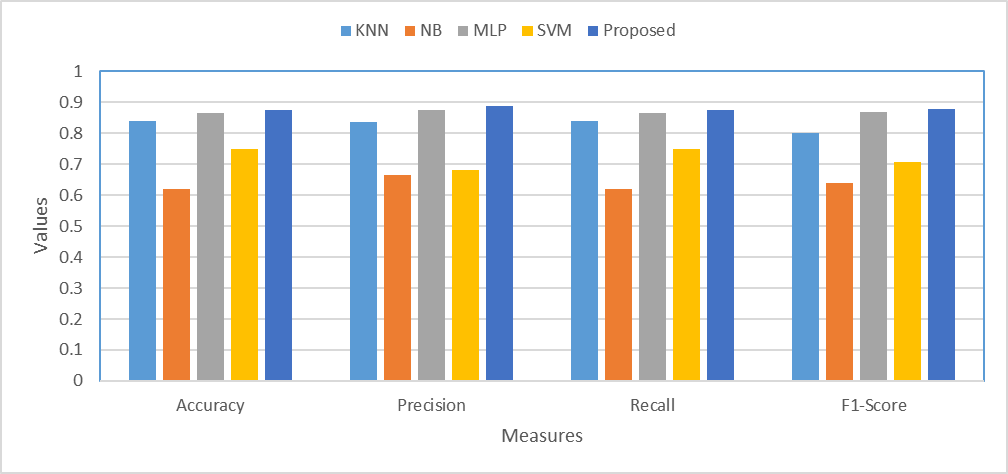 KNN NB MLP SVM Proposed
1
0.9
0.8
0.7
0.6
0.5
0.4
0.3
0.2
0.1
0
Values
Accuracy Precision Recall F1-Score
Measures